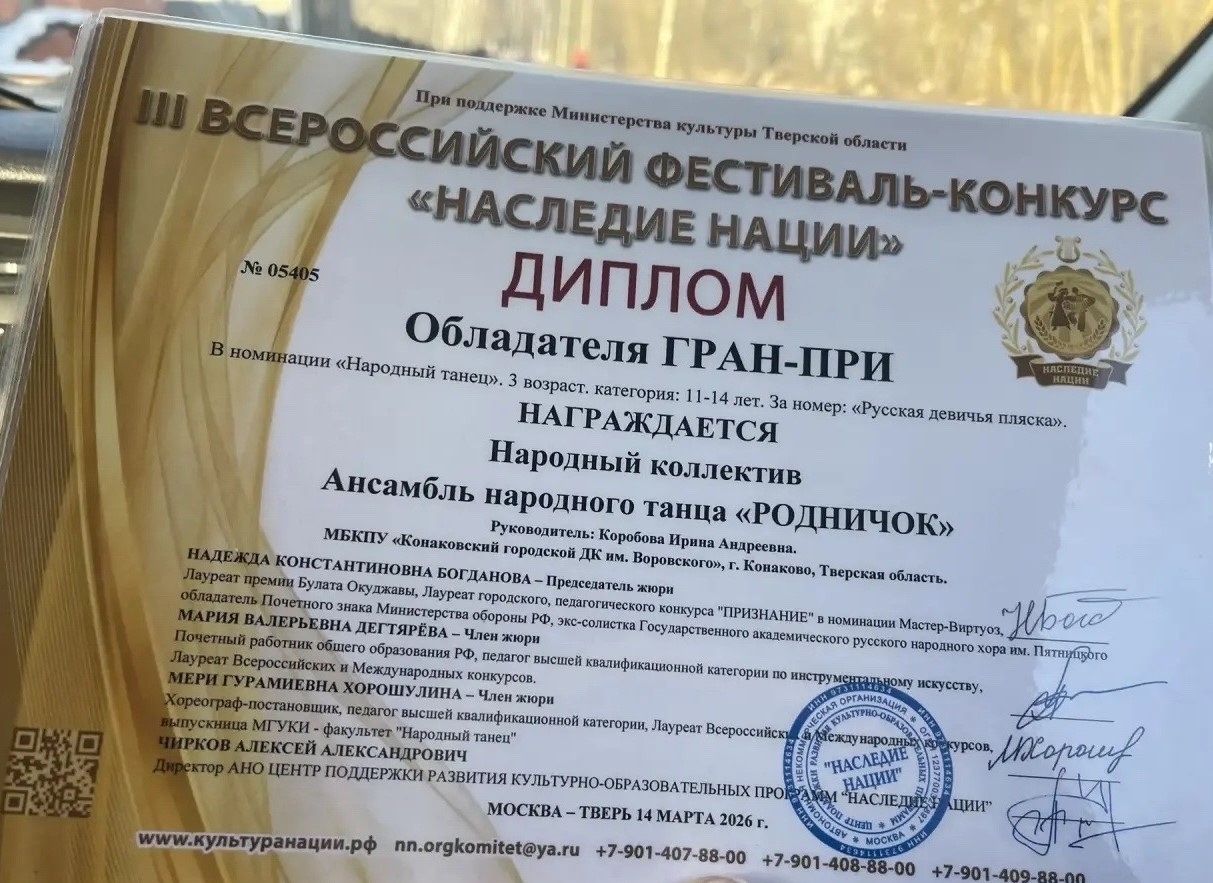 При поддержке Министерства культуры Тверской области
III ВСЕРОССИЙСКИЙ ФЕСТИВАЛЬ-КОНКУРС
«НАСЛЕДИЕ НАЦИИ»
ДИПЛОМ
№ 05405
Обладателя ГРАН-ПРИ
НАСЛЕДИЕ
НАЦИИ
В номинации «Народный танец». 3 возраст. категория: 11-14 лет. За номер: «Русская девичья пляска».
НАГРАЖДАЕТСЯ
Народный коллектив
Ансамбль народного танца «РОДНИЧОК»
Руководитель: Коробова Ирина Андреевна.
МБКПУ «Конаковский городской ДК им. Воровского», г. Конаково, Тверская область.
НАДЕЖДА КОНСТАНТИНОВНА БОГДАНОВА – Председатель жюри
Лауреат премии Булата Окуджавы, Лауреат городского, педагогического конкурса "ПРИЗНАНИЕ" в номинации Мастер-Виртуоз,
обладатель Почетного знака Министерства обороны РФ, экс-солистка Государственного академического русского народного хора им. Пятницкого
МАРИЯ ВАЛЕРЬЕВНА ДЕГТЯРЁВА – Член жюри
Почетный работник общего образования РФ, педагог высшей квалификационной категории по инструментальному искусству,
Лауреат Всероссийских и Международных конкурсов.
МЕРИ ГУРАМИЕВНА ХОРОШУЛИНА – Член жюри
Хореограф-постановщик, педагог высшей квалификационной категории, Лауреат Всероссийских и Международных конкурсов,
выпускница МГУКИ - факультет "Народный танец"
ЧИРКОВ АЛЕКСЕЙ АЛЕКСАНДРОВИЧ
Директор АНО ЦЕНТР ПОДДЕРЖКИ РАЗВИТИЯ КУЛЬТУРНО-ОБРАЗОВАТЕЛЬНЫХ ПРОГРАММ "НАСЛЕДИЕ НАЦИИ"
"НАСЛЕДИЕ
НАЦИИ"
МОСКВА
МОСКВА – ТВЕРЬ 14 МАРТА 2026 г.
www.культуранации.рф nn.orgkomitet@ya.ru +7-901-407-88-00 +7-901-408-88-00 +7-901-409-88-00